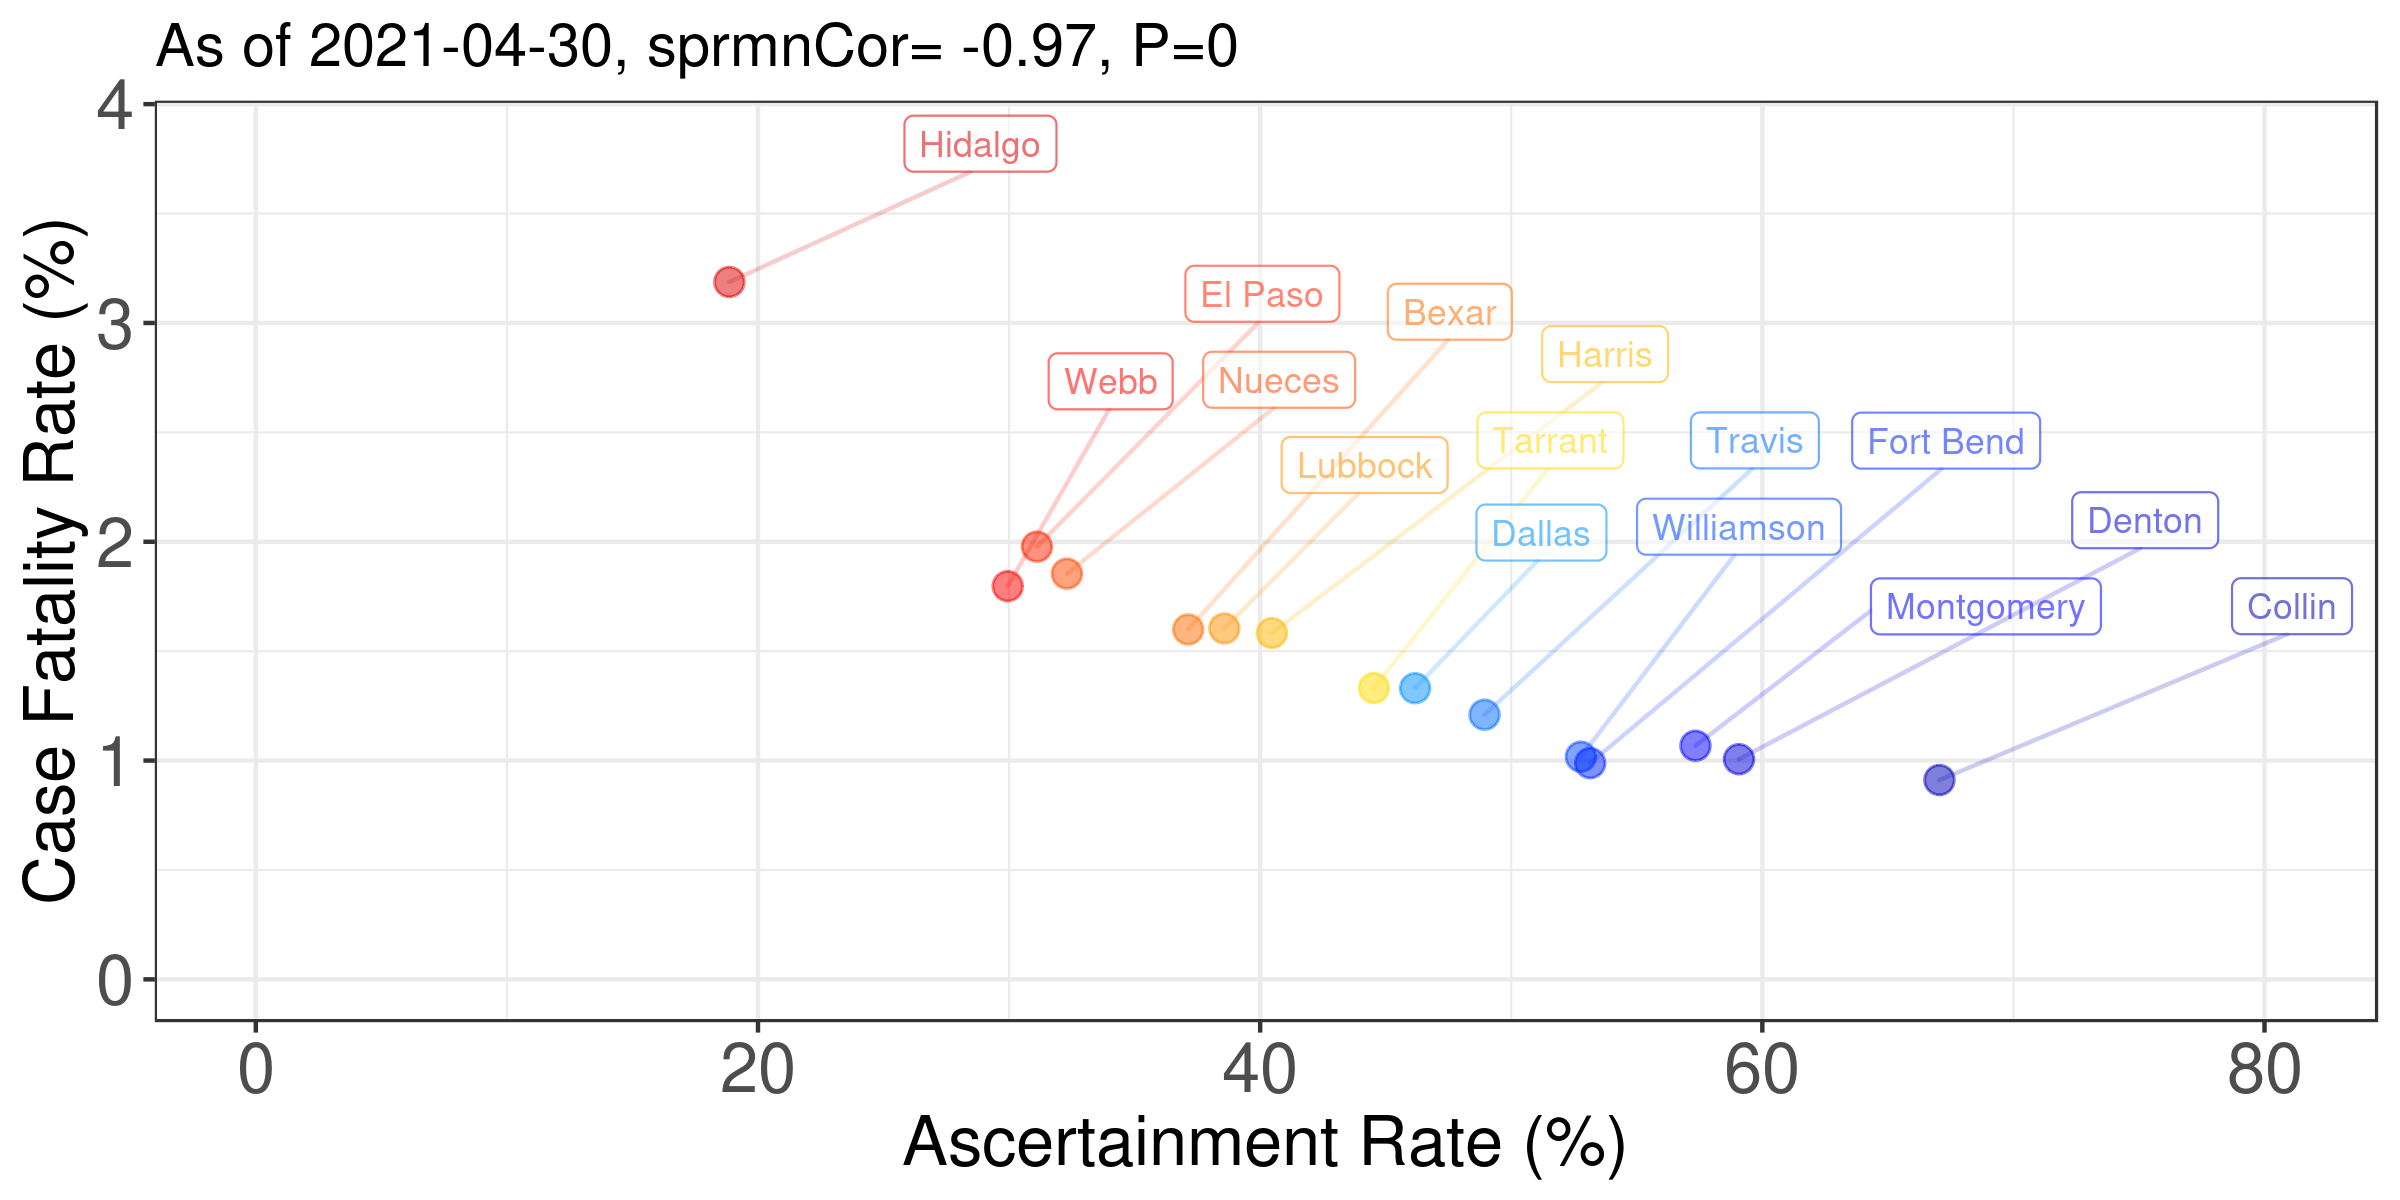 As of 2021-04-30, sprmnCor= -0.97, P=0
Case Fatality Rate (%)
4
3
2
1
0
Hidalgo
El Paso
Bexar
Harris
Webb
Nueces
Tarrant
Travis
Fort Bend
Lubbock
Dallas
Williamson
Denton
Montgomery
Collin
0 20 40 60 80
Ascertainment Rate (%)